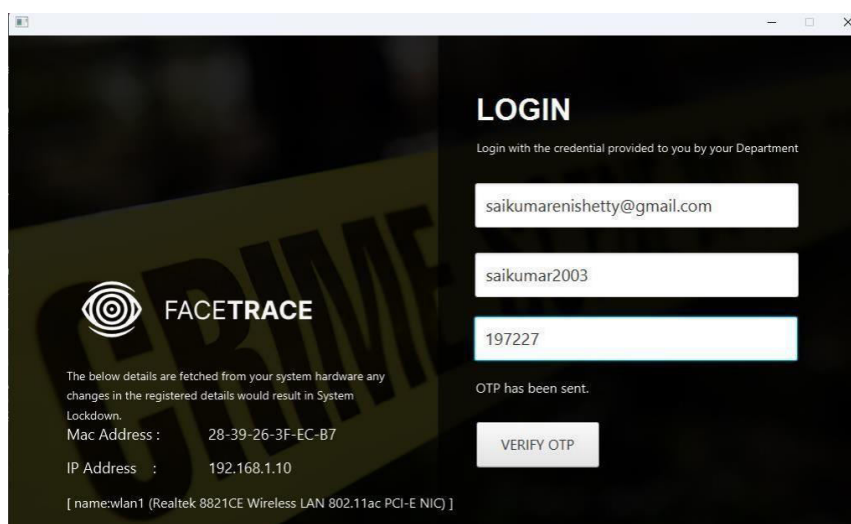 LOGIN
Login with the credential provided to you by your Department
saikumarenishetty@gmail.com
saikumar2003
197227
OTP has been sent.
VERIFY OTP
CRIME
FACETRACE
The below details are fetched from your system hardware any
changes in the registered details would result in System
Lockdown.
Mac Address : 28-39-26-3F-EC-B7
IP Address : 192.168.1.10
[ name:wlan1 (Realtek 8821CE Wireless LAN 802.11ac PCI-E NIC) ]